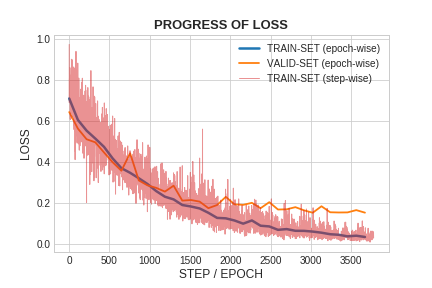 PROGRESS OF LOSS
TRAIN-SET (epoch-wise)
VALID-SET (epoch-wise)
TRAIN-SET (step-wise)
LOSS
1.0
0.8
0.6
0.4
0.2
0.0
0 500 1000 1500 2000 2500 3000 3500
STEP / EPOCH